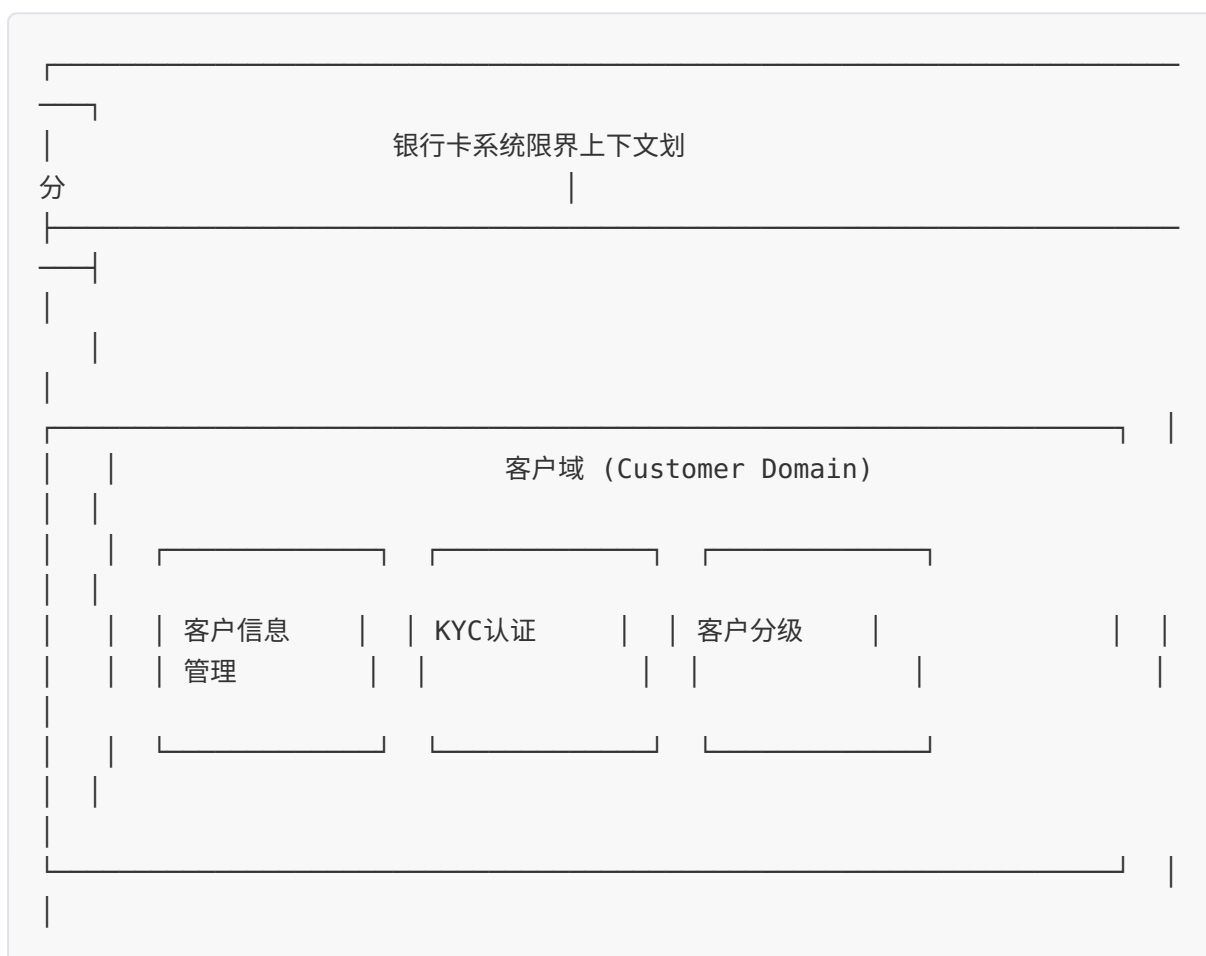 银行卡系统限界上下文划
分
客户域 (Customer Domain)
客户信息 KYC认证 客户分级
管理